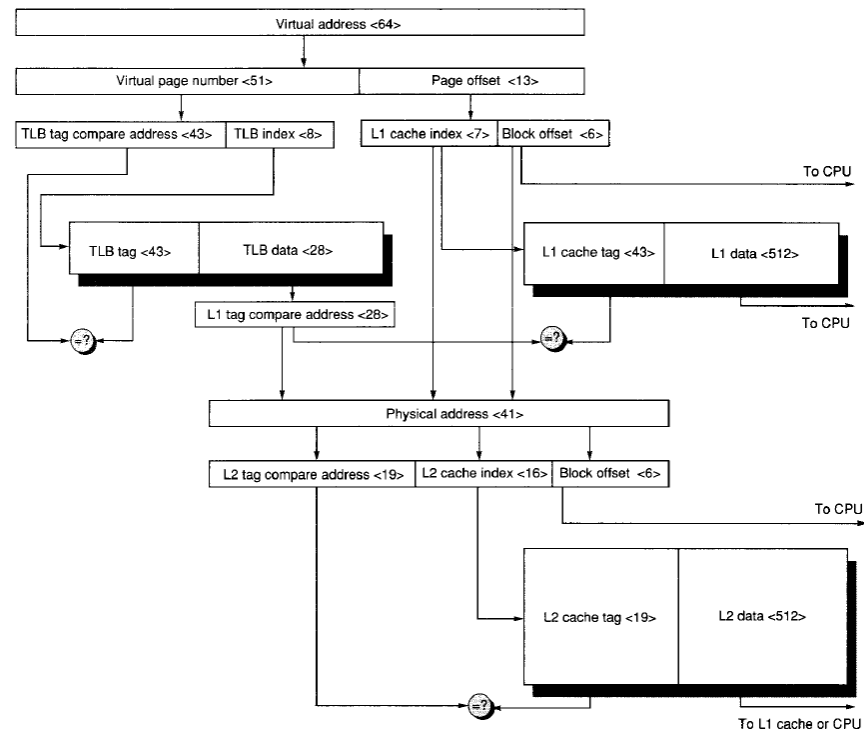 Virtual address <64>
Virtual page number <51>
Page offset <13>
TLB tag compare address <43>
TLB index <8>
L1 cache index <7>
Block offset <6>
To CPU
TLB tag <43>
TLB data <28>
L1 cache tag <43>
L1 data <512>
L1 tag compare address <28>
To CPU
=?
=?
Physical address <41>
L2 tag compare address <19>
L2 cache index <16>
Block offset <6>
To CPU
L2 cache tag <19>
L2 data <512>
=?
To L1 cache or CPU